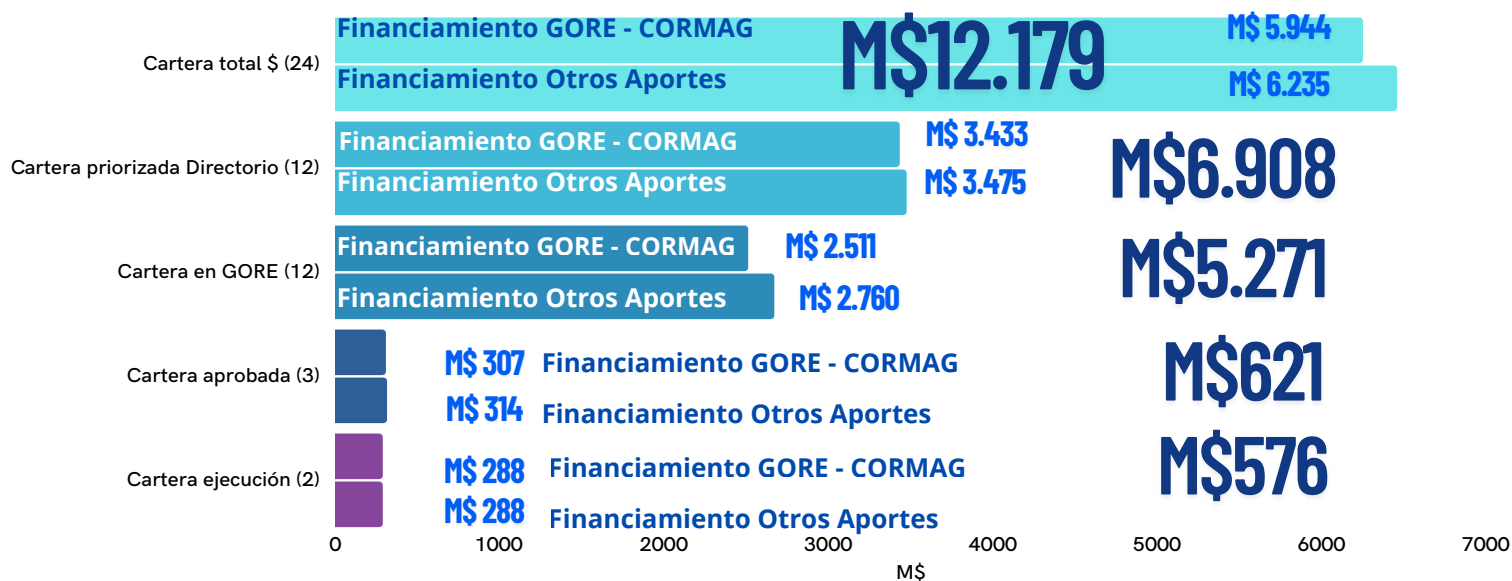 Cartera total $ (24)
Financiamiento GORE - CORMAG
M$ 5.944
Financiamiento Otros Aportes
M$ 6.235
M$12.179
Cartera priorizada Directorio (12)
Financiamiento GORE - CORMAG
M$ 3.433
Financiamiento Otros Aportes
M$ 3.475
M$6.908
Cartera en GORE (12)
Financiamiento GORE - CORMAG
M$ 2.511
Financiamiento Otros Aportes
M$ 2.760
M$5.271
Cartera aprobada (3)
M$ 307 Financiamiento GORE - CORMAG
M$ 314 Financiamiento Otros Aportes
M$621
Cartera ejecución (2)
M$ 288 Financiamiento GORE - CORMAG
M$ 288 Financiamiento Otros Aportes
M$576
0 1000 2000 3000 4000 5000 6000 7000
M$